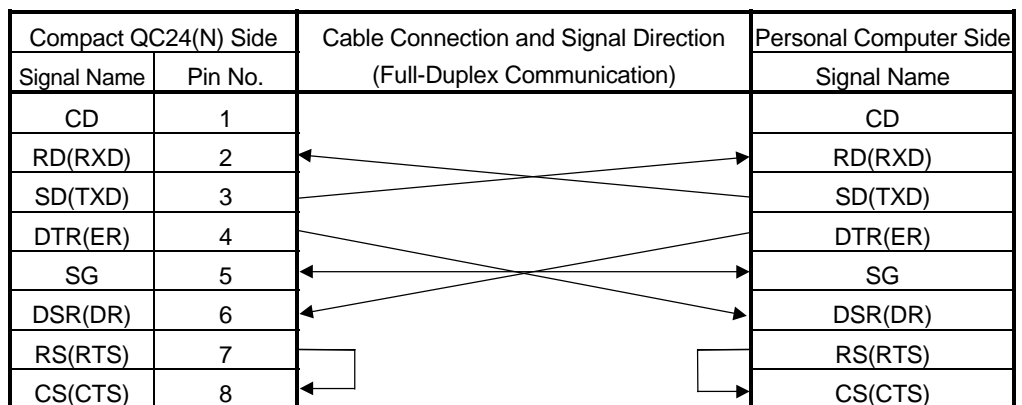 Compact QC24(N) Side Cable Connection and Signal Direction Personal Computer Side
Signal Name Pin No. (Full-Duplex Communication) Signal Name
CD 1 CD
RD(RXD) 2 RD(RXD)
SD(TXD) 3 SD(TXD)
DTR(ER) 4 DTR(ER)
SG 5 SG
DSR(DR) 6 DSR(DR)
RS(RTS) 7 RS(RTS)
CS(CTS) 8 CS(CTS)